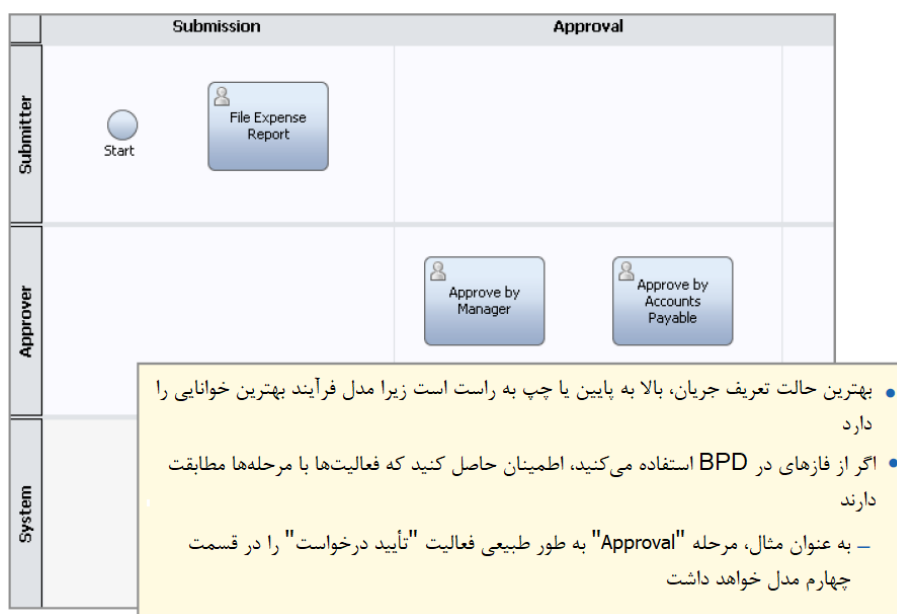 Submission
Approval
Submitter
Start
File Expense
Report
Approver
Approve by
Manager
Approve by
Accounts
Payable
System
بهترین حالت تعریف جریان، بالا به پایین یا چپ به راست است زیرا مدل فرآیند بهترین خوانایی را
دارد
اگر از فازهای در BPD استفاده می‌کنید، اطمینان حاصل کنید که فعالیت‌ها با مرحله‌ها مطابقت
دارند
– به عنوان مثال، مرحله "Approval" به طور طبیعی فعالیت "تأیید درخواست" را در قسمت
چهارم مدل خواهد داشت